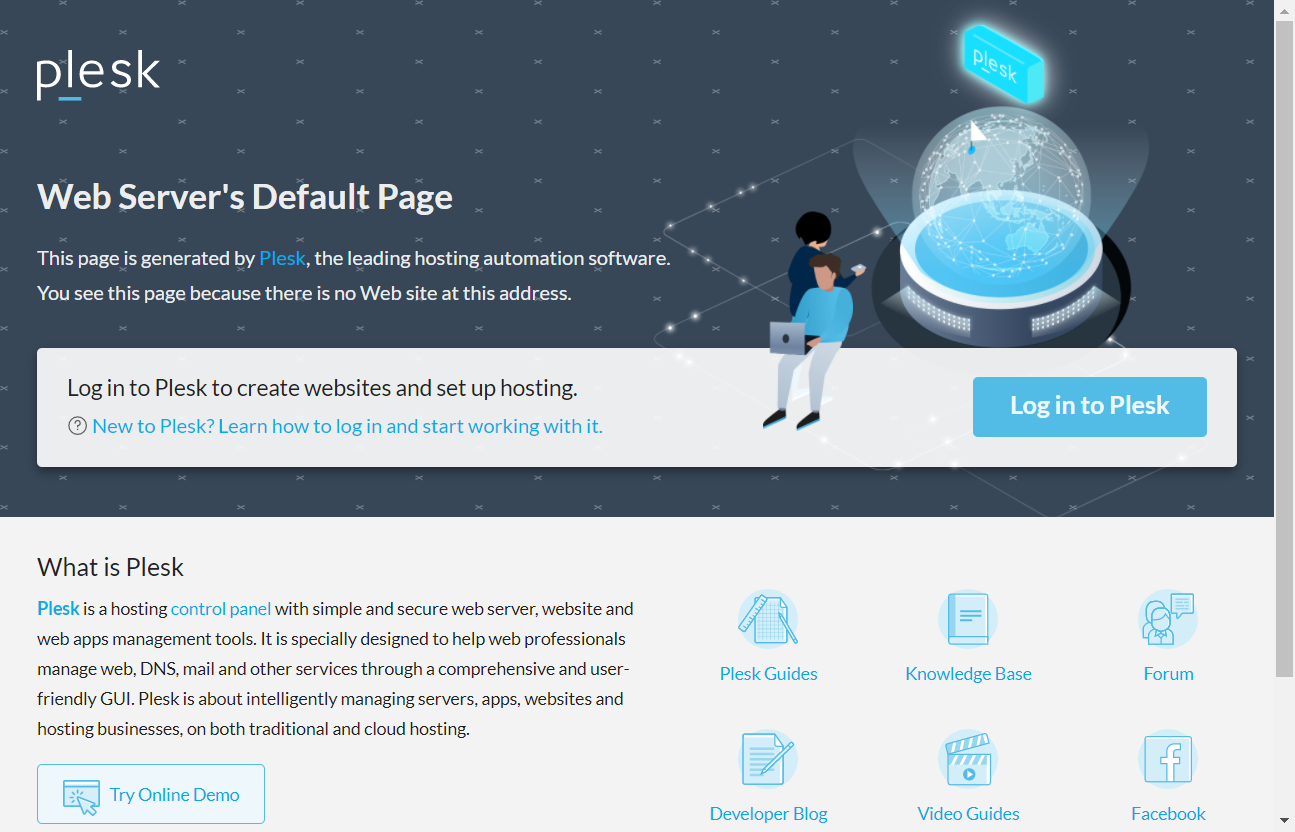 plesk
plesk
Web Server's Default Page
This page is generated by Plesk, the leading hosting automation software.
You see this page because there is no Web site at this address.
Log in to Plesk to create websites and set up hosting.
? New to Plesk? Learn how to log in and start working with it.
Log in to Plesk
What is Plesk
Plesk is a hosting control panel with simple and secure web server, website and
web apps management tools. It is specially designed to help web professionals
manage web, DNS, mail and other services through a comprehensive and user-
friendly GUI. Plesk is about intelligently managing servers, apps, websites and
hosting businesses, on both traditional and cloud hosting.
Try Online Demo
Plesk Guides
Knowledge Base
Forum
Developer Blog
Video Guides
Facebook